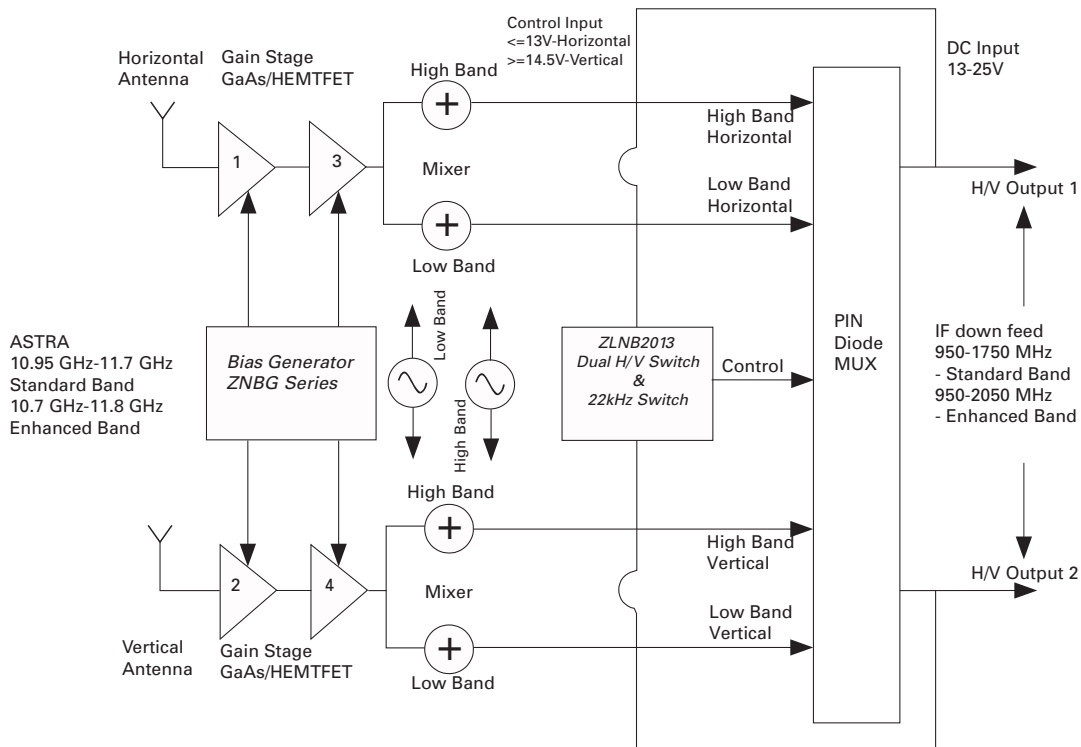 Control Input
<=13V-Horizontal
>=14.5V-Vertical
DC Input
13-25V
Horizontal
Antenna
Gain Stage
GaAs/HEMTFET
High Band
High Band
Horizontal
1
3
Mixer
Low Band
Horizontal
H/V Output 1
Low Band
ASTRA
10.95 GHz-11.7 GHz
Standard Band
10.7 GHz-11.8 GHz
Enhanced Band
Bias Generator
ZNBG Series
Low Band
High Band
ZLNB2013
Dual H/V Switch
&
22kHz Switch
Control
PIN
Diode
MUX
IF down feed
950-1750 MHz
- Standard Band
950-2050 MHz
- Enhanced Band
High Band
High Band
Vertical
2
4
Mixer
Low Band
Vertical
H/V Output 2
Vertical
Antenna
Gain Stage
GaAs/HEMTFET
Low Band